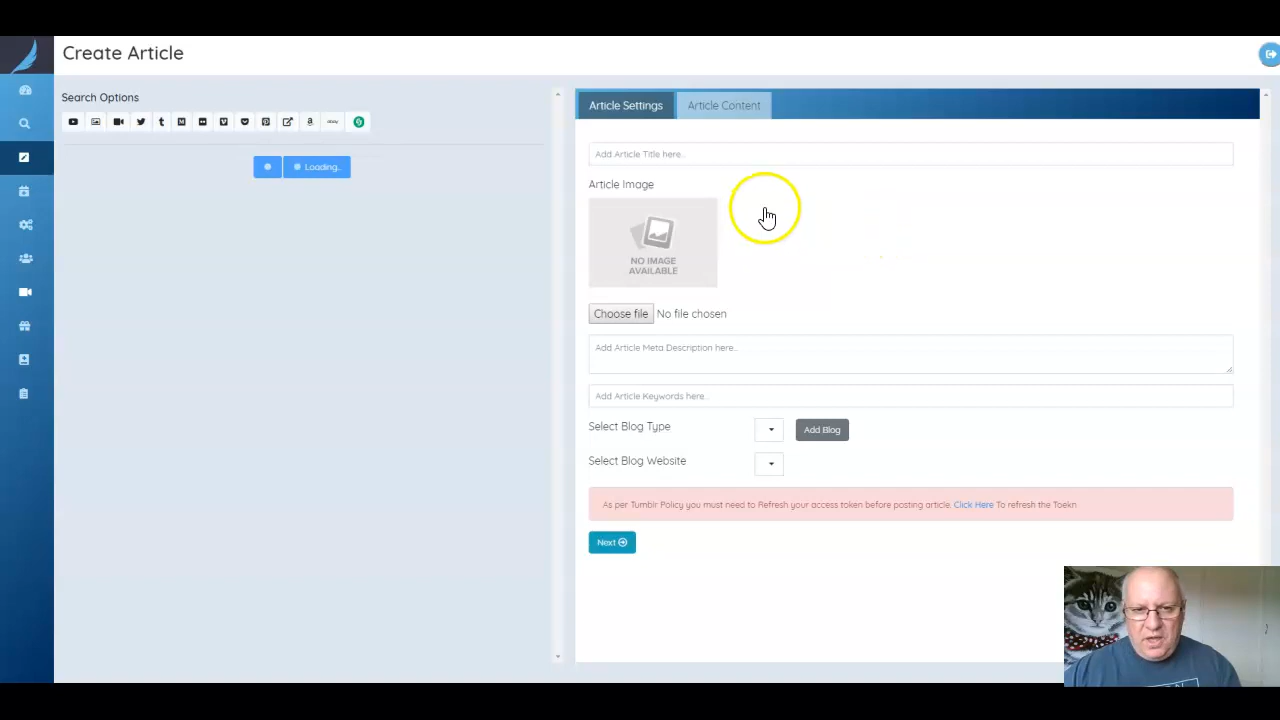 Create Article
Search Options
ebay
Loading..
Article Settings
Article Content
Add Article Title here..
Article Image
NO IMAGE
AVAILABLE
Choose file No file chosen
Add Article Meta Description here...
Add Article Keywords here..
Select Blog Type
Add Blog
Select Blog Website
As per Tumblr Policy you must need to Refresh your access token before posting article. Click Here To refresh the Toekn
Next